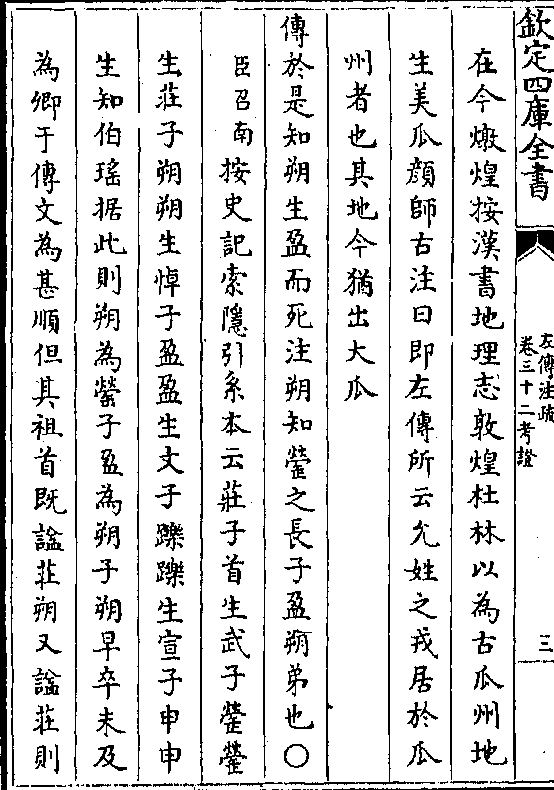 欽定四庫全書
左傳注疏
卷三十二考證
三
在今燉煌按漢書地理志敦煌杜林以為古瓜州地
生美瓜顔師古注曰即左傳所云允姓之戎居於瓜
州者也其地今猶出大瓜
傳於是知朔生盈而死注朔知罃之長子盈朔弟也〇
臣召南按史記索隱引系本云莊子首生武子罃罃
生莊子朔朔生悼子盈盈生文子躒躒生宣子申申
生知伯瑤据此則朔為罃子盈為朔子朔早卒未及
為卿于傳文為甚順但其祖首既諡莊朔又諡莊則